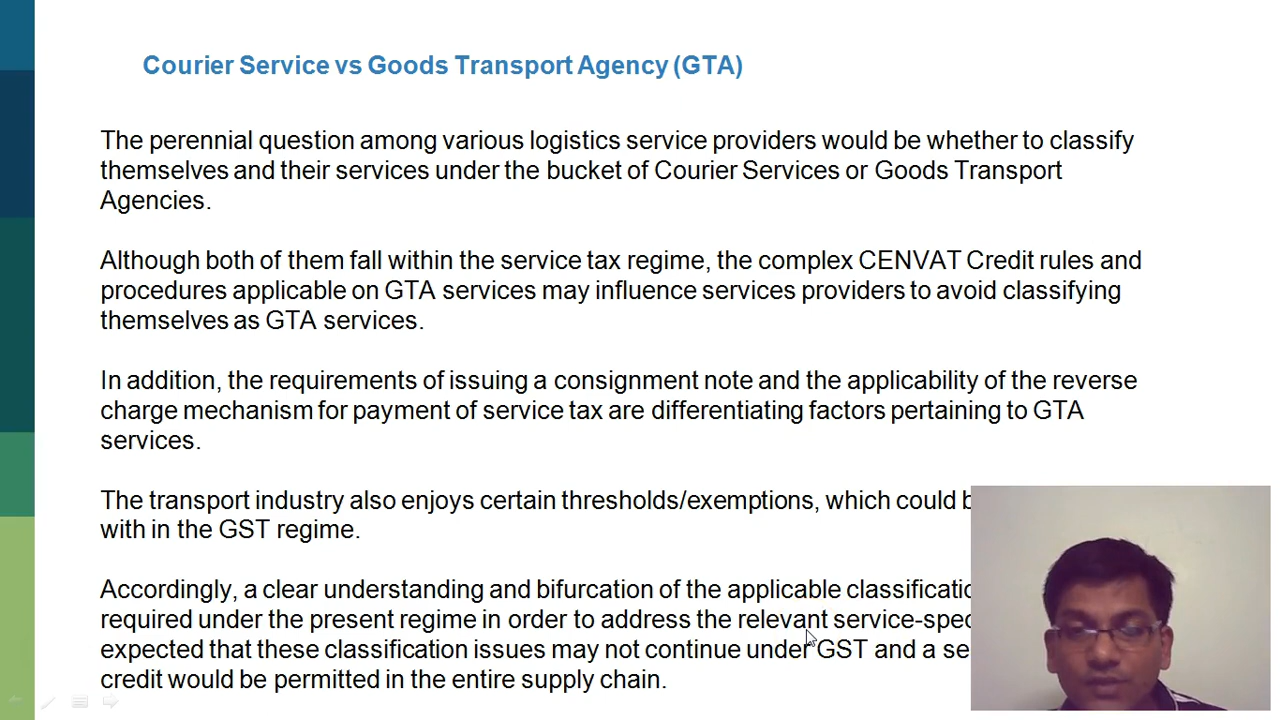 Courier Service vs Goods Transport Agency (GTA)
The perennial question among various logistics service providers would be whether to classify
themselves and their services under the bucket of Courier Services or Goods Transport
Agencies.
Although both of them fall within the service tax regime, the complex CENVAT Credit rules and
procedures applicable on GTA services may influence services providers to avoid classifying
themselves as GTA services.
In addition, the requirements of issuing a consignment note and the applicability of the reverse
charge mechanism for payment of service tax are differentiating factors pertaining to GTA
services.
The transport industry also enjoys certain thresholds/exemptions, which could
with in the GST regime.
Accordingly, a clear understanding and bifurcation of the applicable
required under the present regime in order to address the relevant
expected that these classification issues may not continue under GST and a
credit would be permitted in the entire supply chain.